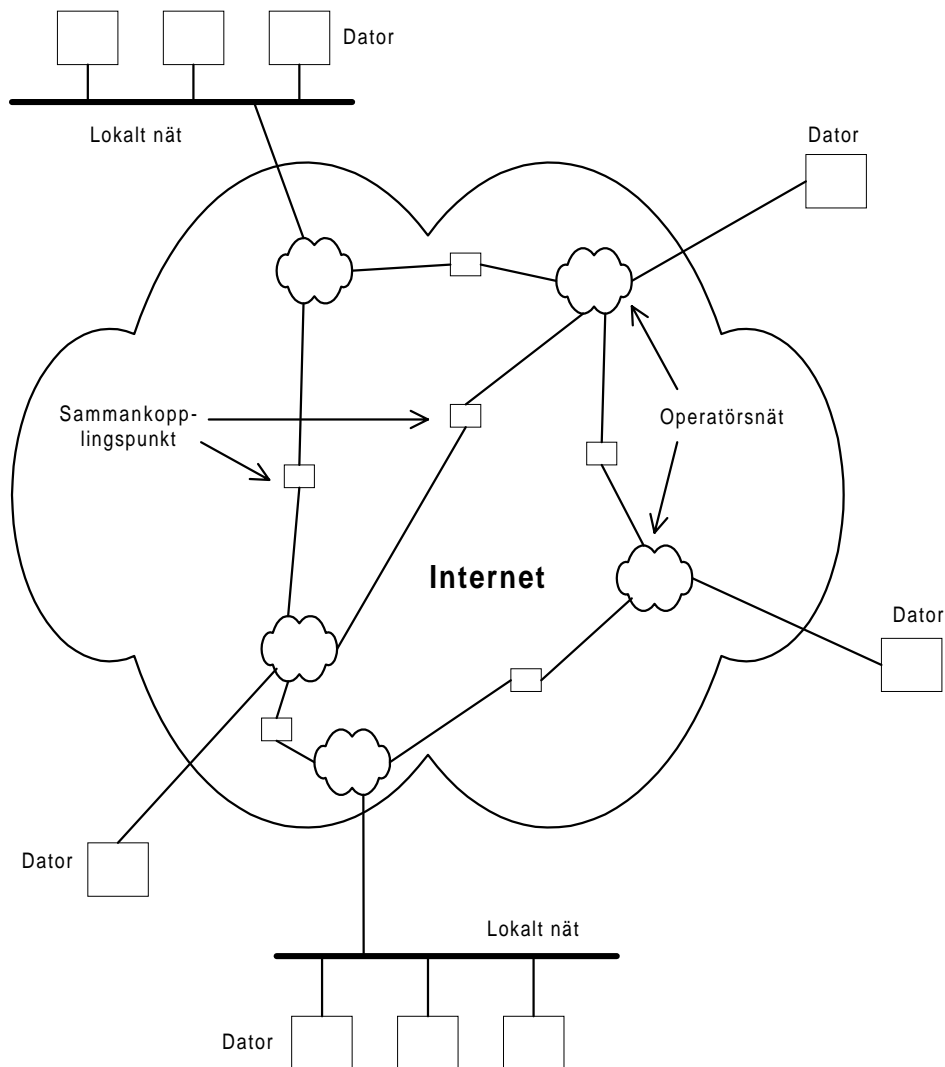 Dator
Lokalt nät
Dator
Sammankopp-
lingspunkt
Operatörsnät
Internet
Dator
Dator
Lokalt nät
Dator